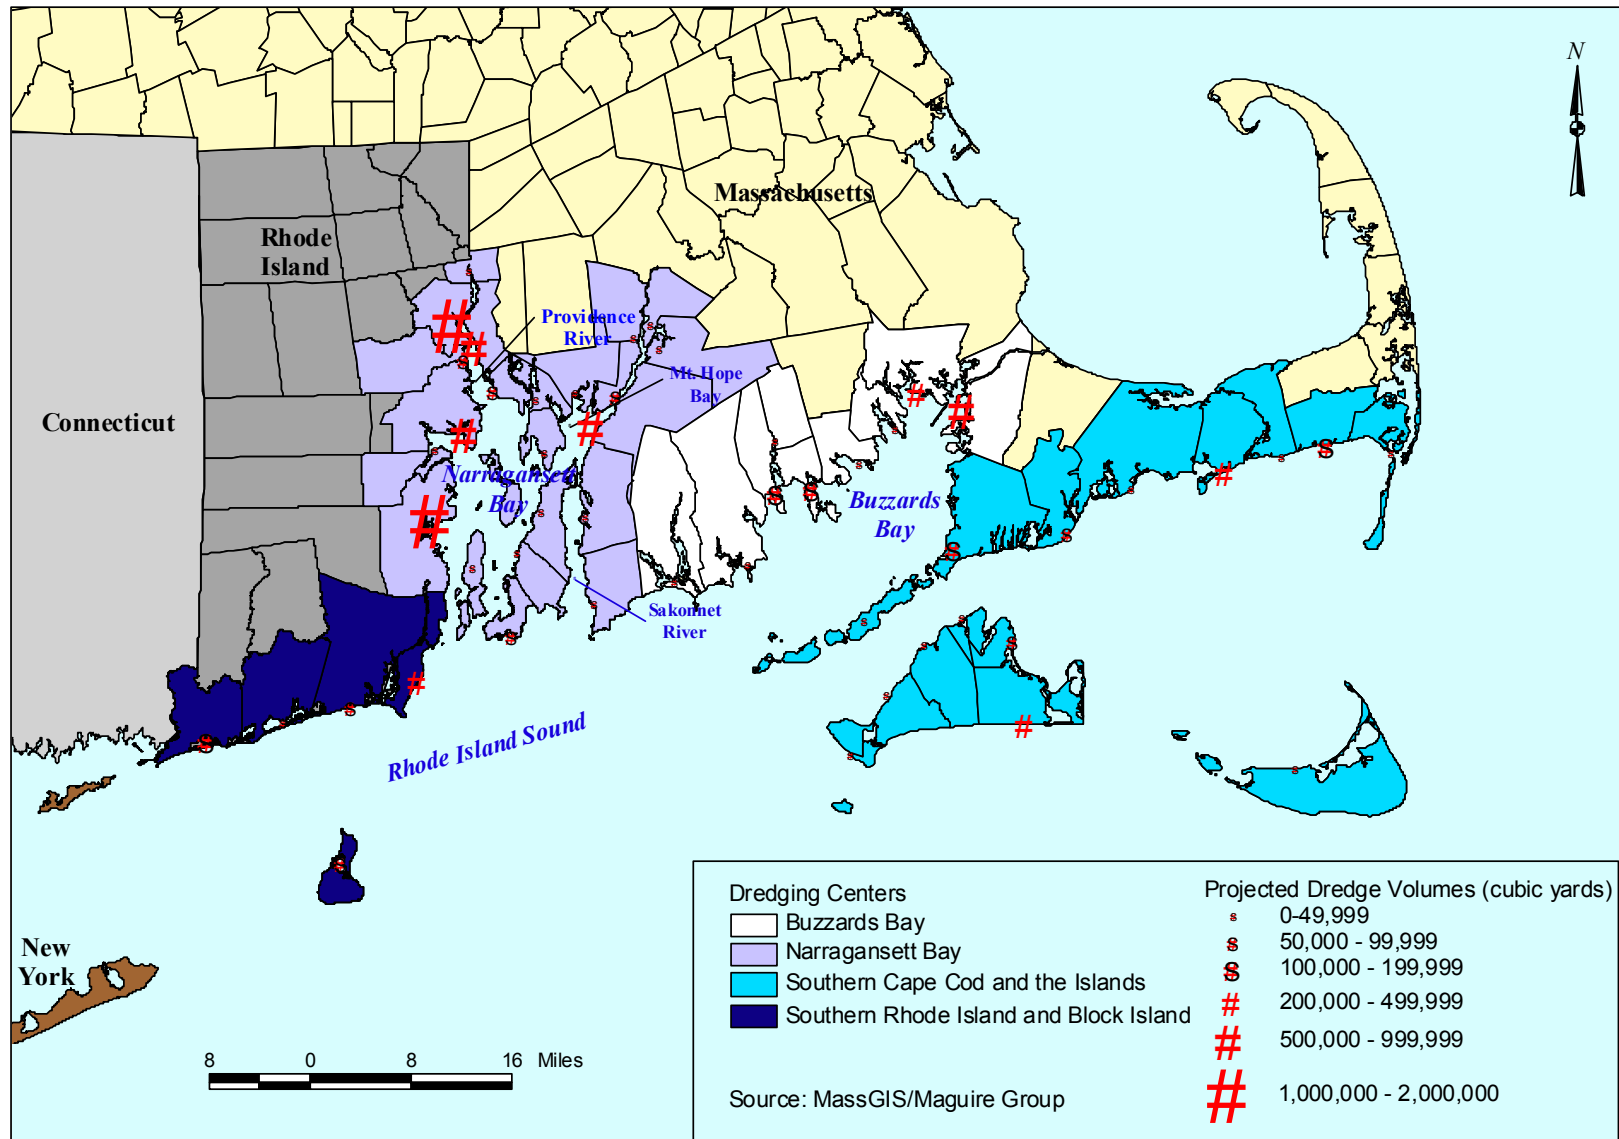 N
Massachusetts
Rhode
Island
Providence
River
Mt. Hope
Bay
Connecticut
Narragansett
Bay
Buzzards
Bay
Sakonnet
River
Rhode Island Sound
New
York
8 0 8 16 Miles
Dredging Centers
Buzzards Bay
Narragansett Bay
Southern Cape Cod and the Islands
Southern Rhode Island and Block Island
Source: MassGIS/Maguire Group
Projected Dredge Volumes (cubic yards)
s 0-49,999
s 50,000 - 99,999
s 100,000 - 199,999
# 200,000 - 499,999
# 500,000 - 999,999
# 1,000,000 - 2,000,000